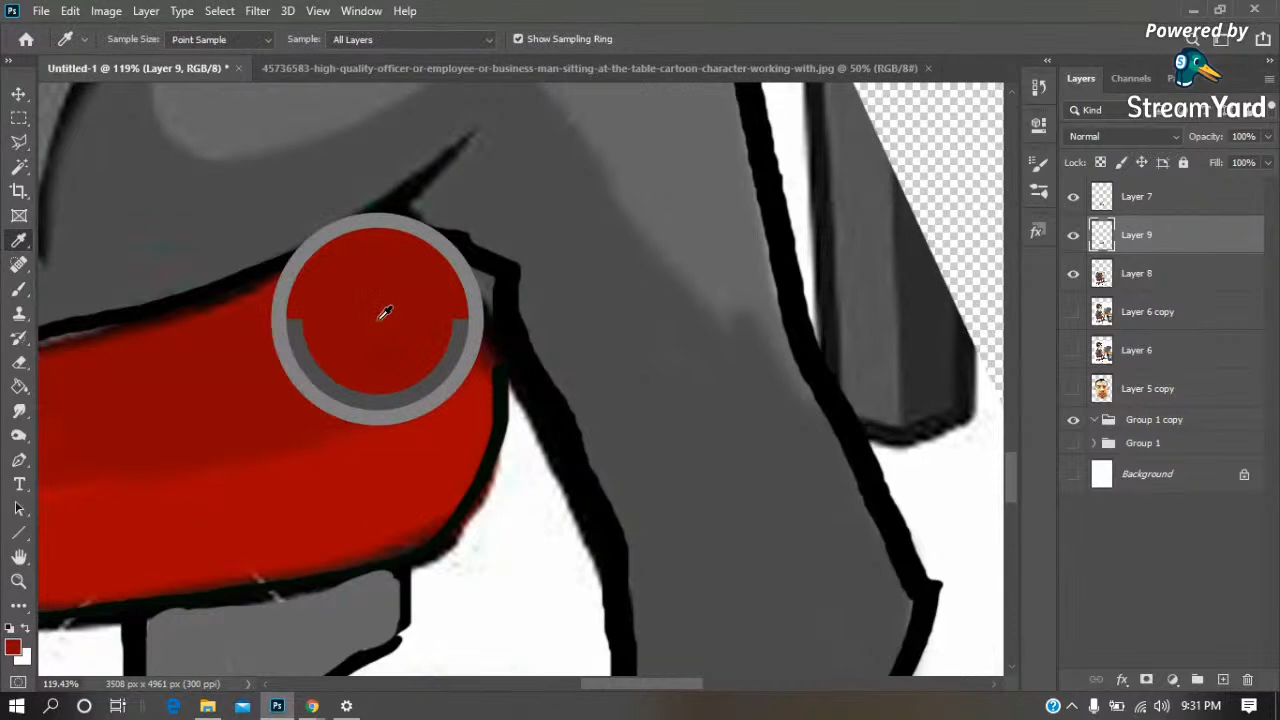 Ps File Edit Image Layer Type Select Filter 3D View Window Help
Powered by
StreamYard
Sample Size: Point Sample Sample: All Layers Show Sampling Ring
Untitled-1 @ 119% (Layer 9, RGB/8) * × 45736583-high-quality-officer-or-employee-or-business-man-sitting-at-the-table-cartoon-character-working-with.jpg @ 50% (RGB/8#) ×
Layers Channels
Kind
Normal Opacity: 100%
Lock: Fill: 100%
Layer 7
Layer 9
Layer 8
Layer 6 copy
Layer 6
Layer 5 copy
Group 1 copy
Group 1
Background
119.43% 3508 px x 4961 px (300 ppi)
9:31 PM